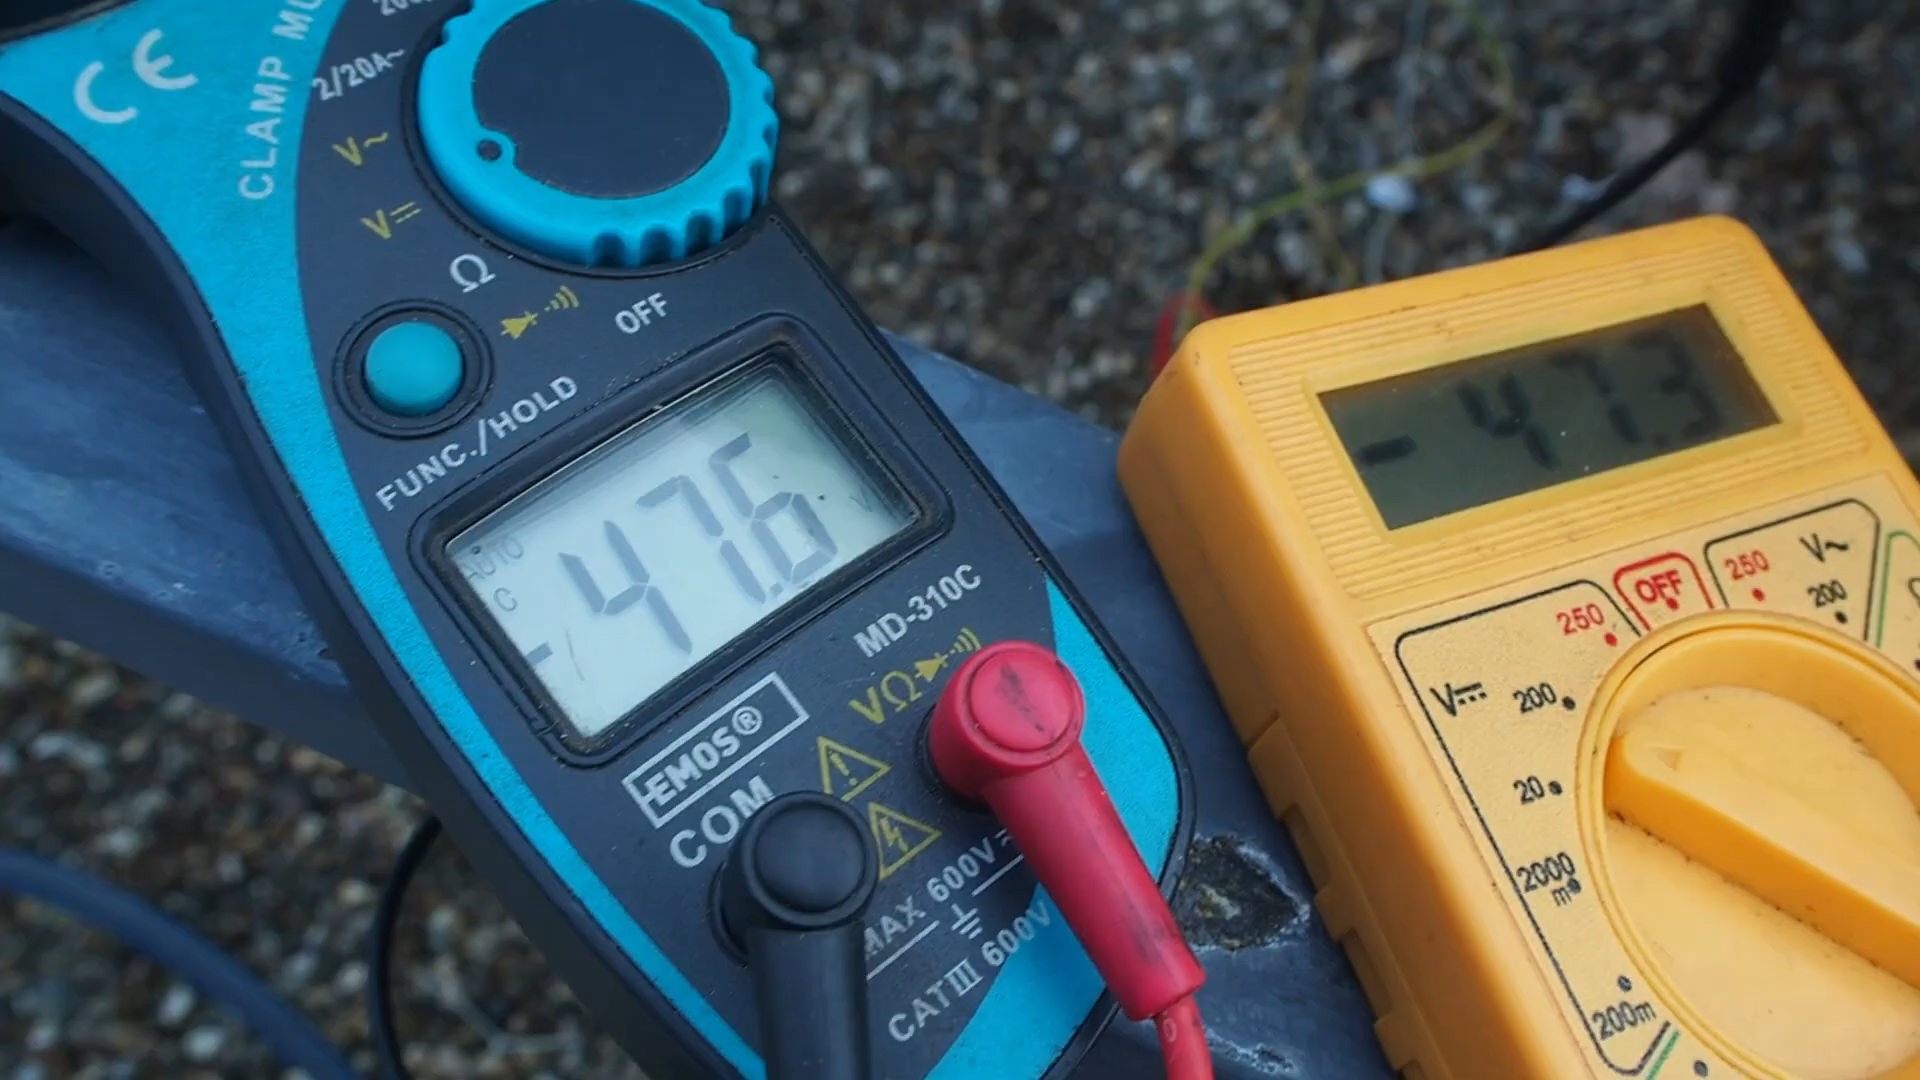 CE
CLAMP
2/20A~
V~
V⎓
Ω
OFF
FUNC./HOLD
AUTO
-47.6
V
MD-310C
VΩ
EMOS®
COM
MAX 600V
CAT III 600V
-47.3
OFF
250
V~
200
250
V⎓
200
20
2000
m
200m